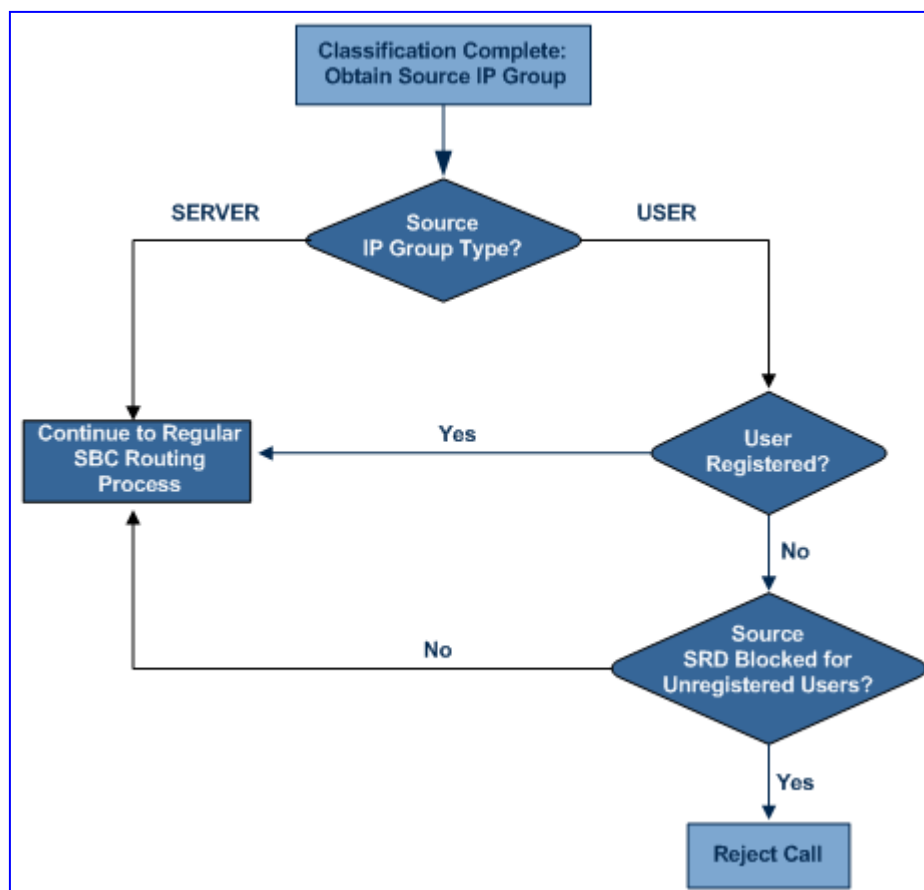 Classification Complete:
Obtain Source IP Group
SERVER
USER
Source
IP Group Type?
Continue to Regular
SBC Routing
Process
Yes
User
Registered?
No
Source
SRD Blocked for
Unregistered Users?
No
Yes
Reject Call